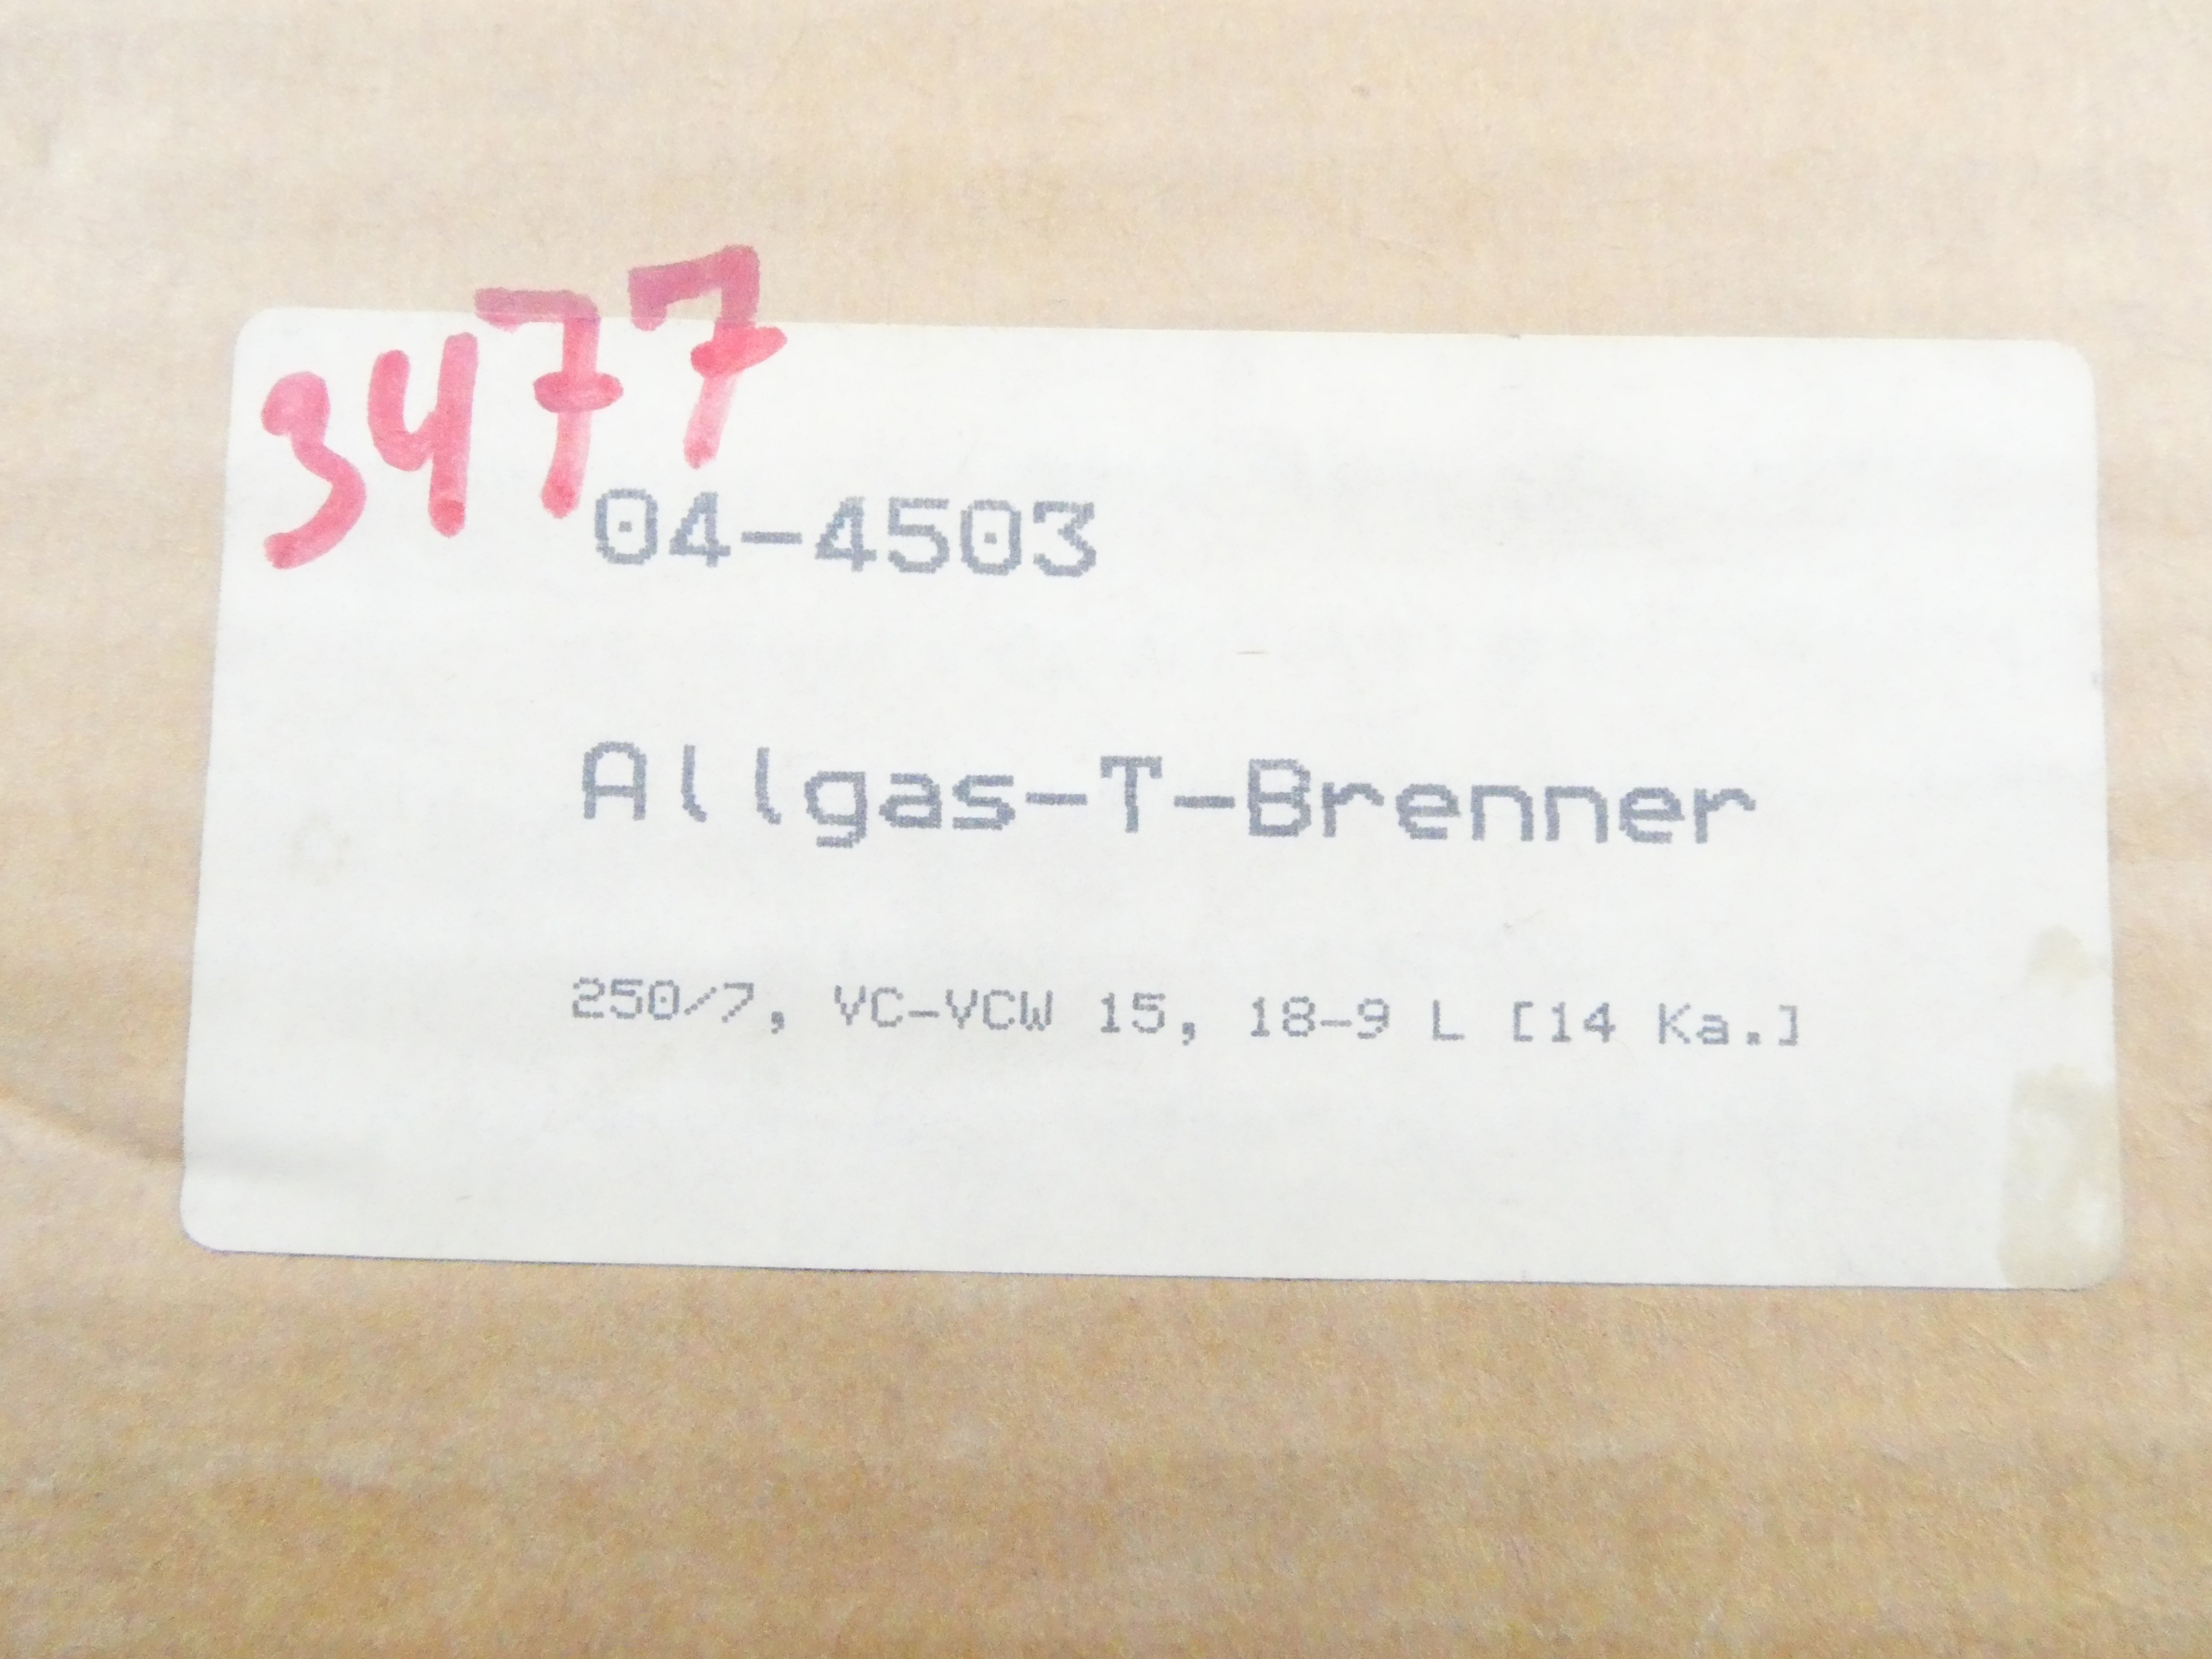 3477
04-4503
Allgas-T-Brenner
250/7, VC-VCW 15, 18-9 L [14 Ka.]